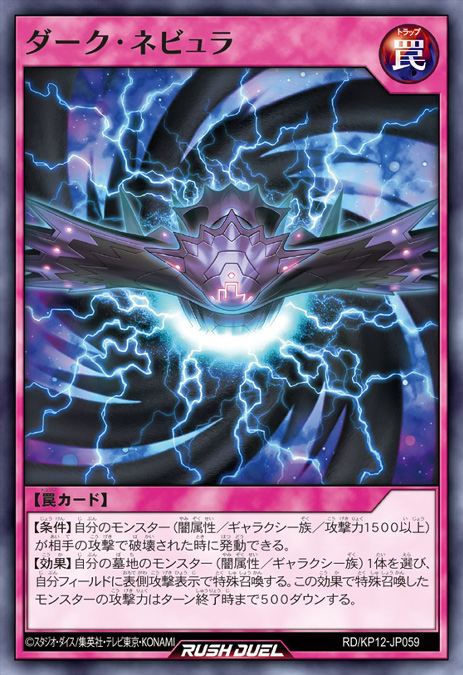 ダーク・ネビュラ
トラップ
罠
【罠カード】
【条件】自分のモンスター(闇属性/ギャラクシー族/攻撃力1500以上)
が相手の攻撃で破壊された時に発動できる。
【効果】自分の墓地のモンスター(闇属性/ギャラクシー族)1体を選び、
自分フィールドに表側攻撃表示で特殊召喚する。この効果で特殊召喚した
モンスターの攻撃力はターン終了時まで500ダウンする。
©スタジオ・ダイス/集英社・テレビ東京・KONAMI
RUSH DUEL
RD/KP12-JP059